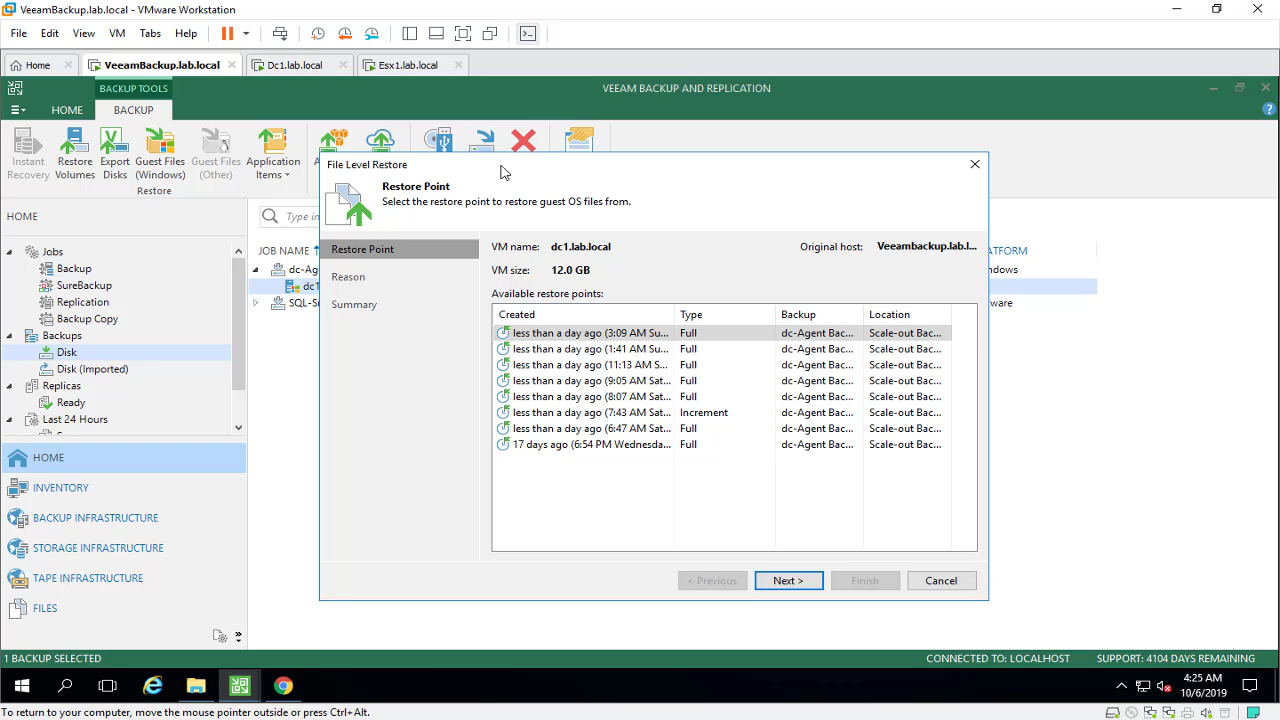 VeeamBackup.lab.local - VMware Workstation
File Edit View VM Tabs Help
Home VeeamBackup.lab.local Dc1.lab.local Esx1.lab.local
BACKUP TOOLS VEEAM BACKUP AND REPLICATION
HOME BACKUP
Instant Recovery
Restore Volumes
Export Disks
Guest Files (Windows)
Guest Files (Other)
Application Items
Restore
File Level Restore
Restore Point
Select the restore point to restore guest OS files from.
HOME
Type in
Jobs
Backup
SureBackup
Replication
Backup Copy
Backups
Disk
Disk (Imported)
Replicas
Ready
Last 24 Hours
HOME
INVENTORY
BACKUP INFRASTRUCTURE
STORAGE INFRASTRUCTURE
TAPE INFRASTRUCTURE
FILES
JOB NAME
dc-Ag
dc1
SQL-S
Restore Point
Reason
Summary
VM name: dc1.lab.local Original host: Veeambackup.lab.l...
VM size: 12.0 GB
Available restore points:
Created Type Backup Location
less than a day ago (3:09 AM Su... Full dc-Agent Bac... Scale-out Bac...
less than a day ago (1:41 AM Su... Full dc-Agent Bac... Scale-out Bac...
less than a day ago (11:13 AM S... Full dc-Agent Bac... Scale-out Bac...
less than a day ago (9:05 AM Sat... Full dc-Agent Bac... Scale-out Bac...
less than a day ago (8:07 AM Sat... Full dc-Agent Bac... Scale-out Bac...
less than a day ago (7:43 AM Sat... Increment dc-Agent Bac... Scale-out Bac...
less than a day ago (6:47 AM Sat... Full dc-Agent Bac... Scale-out Bac...
17 days ago (6:54 PM Wednesda... Full dc-Agent Bac... Scale-out Bac...
< Previous Next > Finish Cancel
ATFORM
ndows
ware
1 BACKUP SELECTED CONNECTED TO: LOCALHOST SUPPORT: 4104 DAYS REMAINING
4:25 AM
10/6/2019
To return to your computer, move the mouse pointer outside or press Ctrl+Alt.